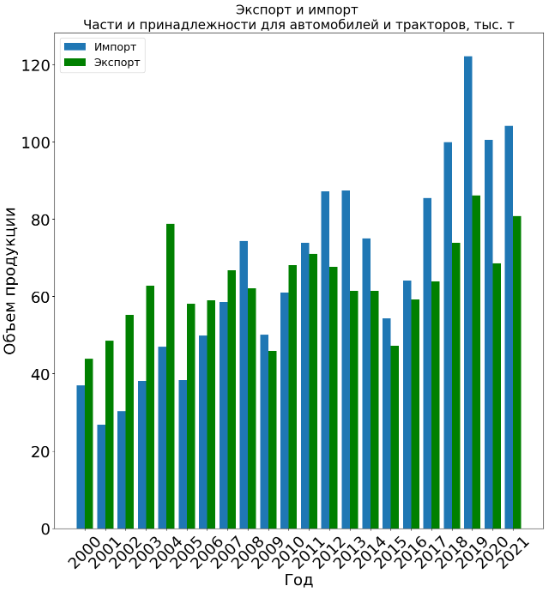 Экспорт и импорт
Части и принадлежности для автомобилей и тракторов, тыс. т
Импорт
Экспорт
120
100
80
60
40
20
0
Объем продукции
2000 2001 2002 2003 2004 2005 2006 2007 2008 2009 2010 2011 2012 2013 2014 2015 2016 2017 2018 2019 2020 2021
Год